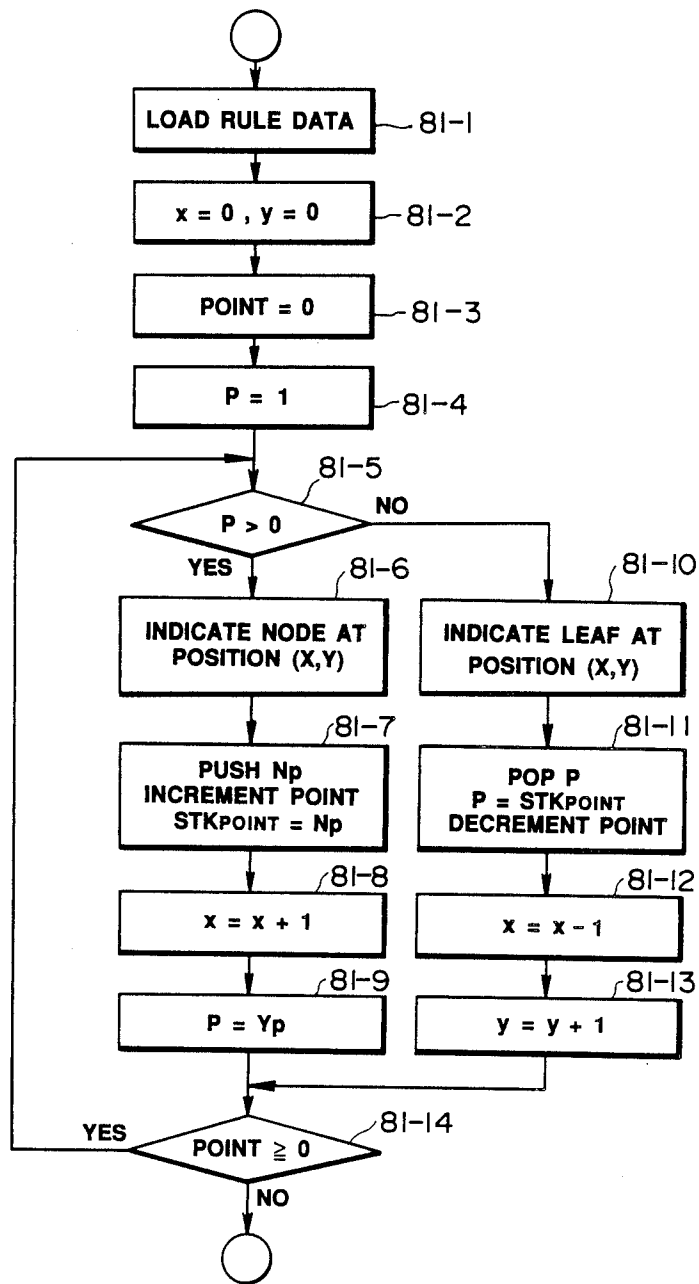 LOAD RULE DATA
81-1
x = 0 , y = 0
81-2
POINT = 0
81-3
P = 1
81-4
81-5
P > 0
NO
YES
81-6
INDICATE NODE AT
POSITION (X,Y)
81-10
INDICATE LEAF AT
POSITION (X,Y)
81-7
PUSH Np
INCREMENT POINT
STKPOINT = Np
81-11
POP P
P = STKPOINT
DECREMENT POINT
81-8
x = x + 1
81-12
x = x - 1
81-9
P = Yp
81-13
y = y + 1
YES
81-14
POINT ≧ 0
NO